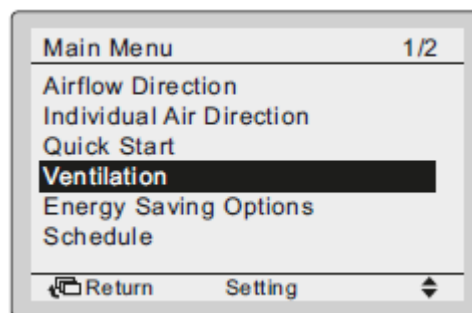 Main Menu 1/2
Airflow Direction
Individual Air Direction
Quick Start
Ventilation
Energy Saving Options
Schedule
Return Setting